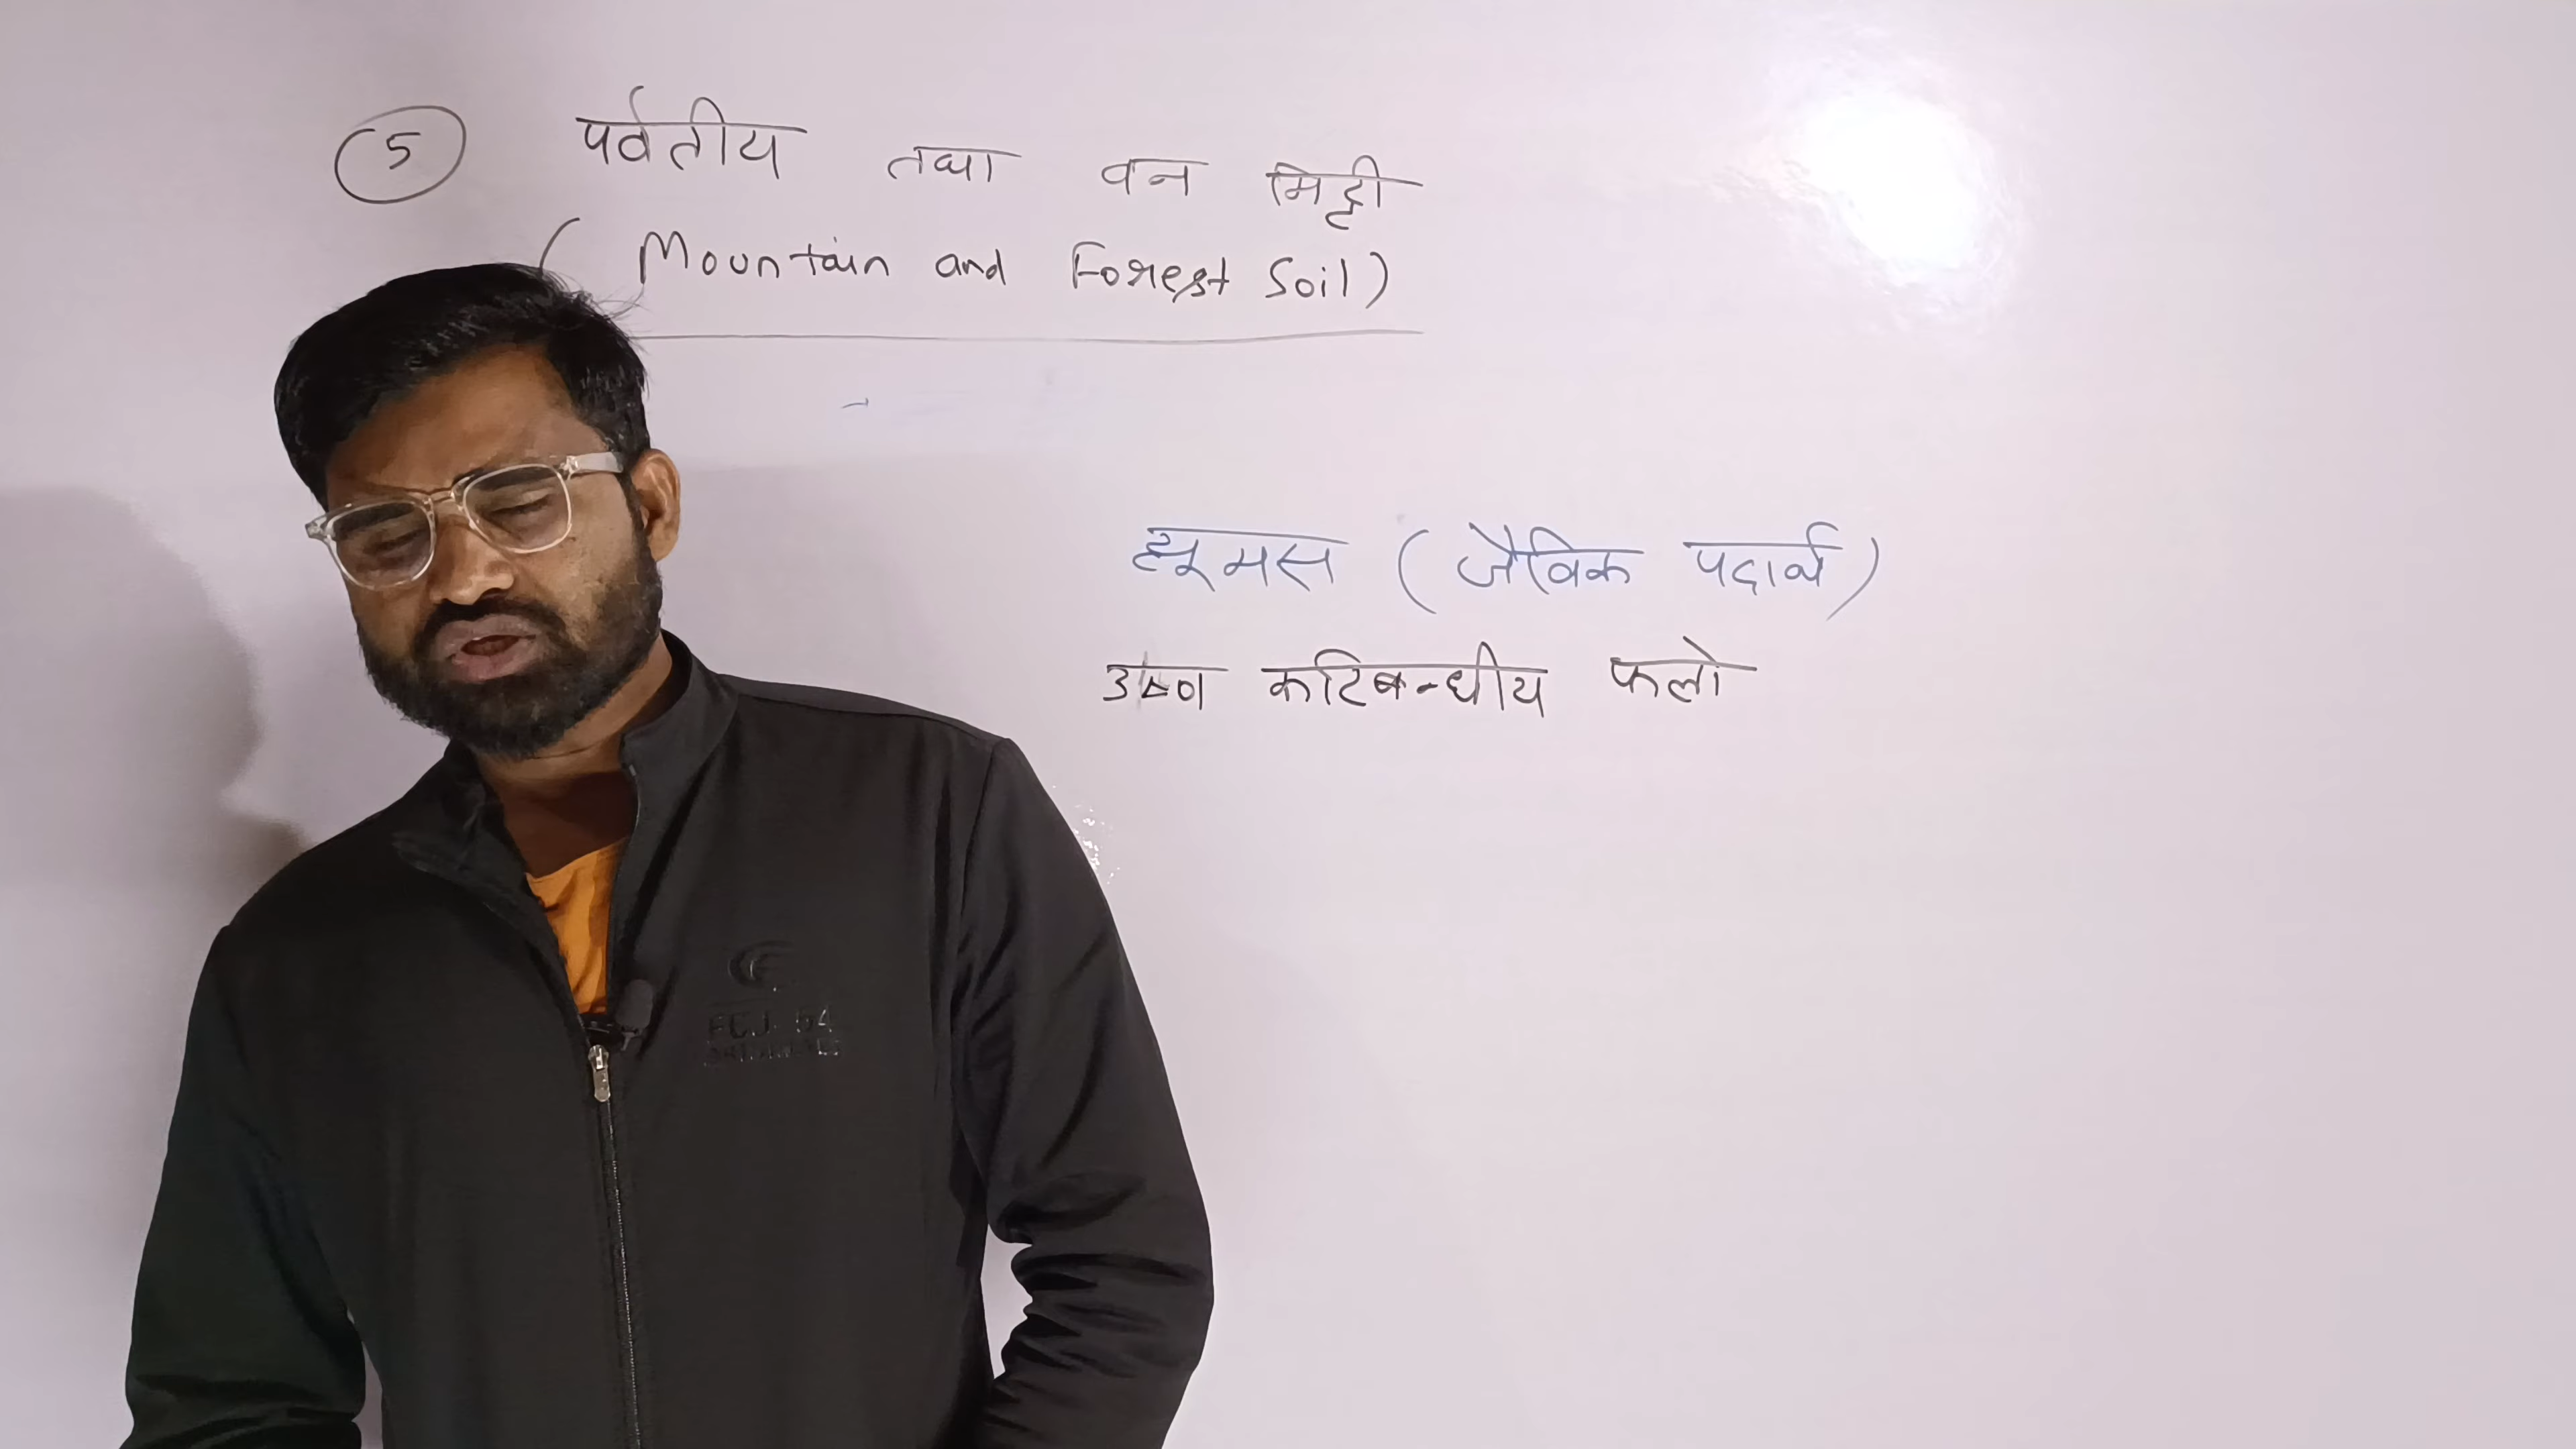 5 पर्वतीय तथा वन मिट्टी
(Mountain and Forest Soil)
ह्यूमस (जैविक पदार्थ)
उष्ण कटिबन्धीय फलो